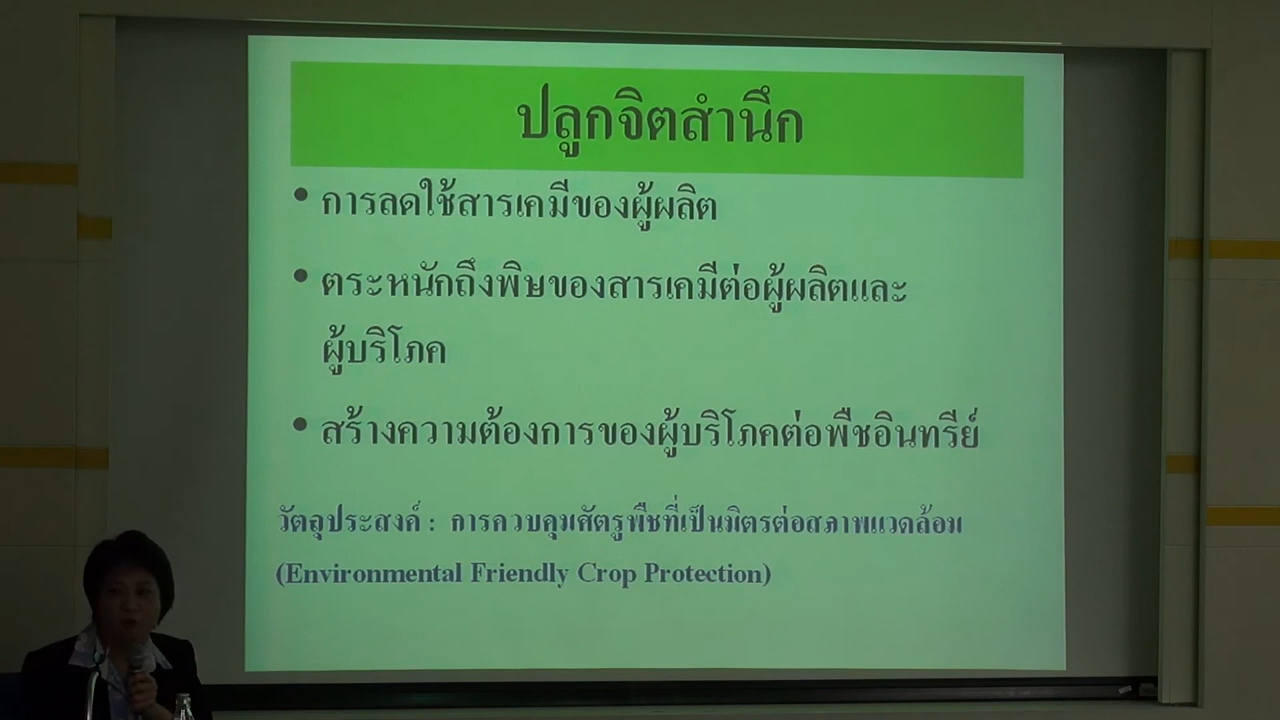 ปลูกจิตสำนึก
• การลดใช้สารเคมีของผู้ผลิต
• ตระหนักถึงพิษของสารเคมีต่อผู้ผลิตและ
ผู้บริโภค
• สร้างความต้องการของผู้บริโภคต่อพืชอินทรีย์
วัตถุประสงค์ : การควบคุมศัตรูพืชที่เป็นมิตรต่อสภาพแวดล้อม
(Environmental Friendly Crop Protection)